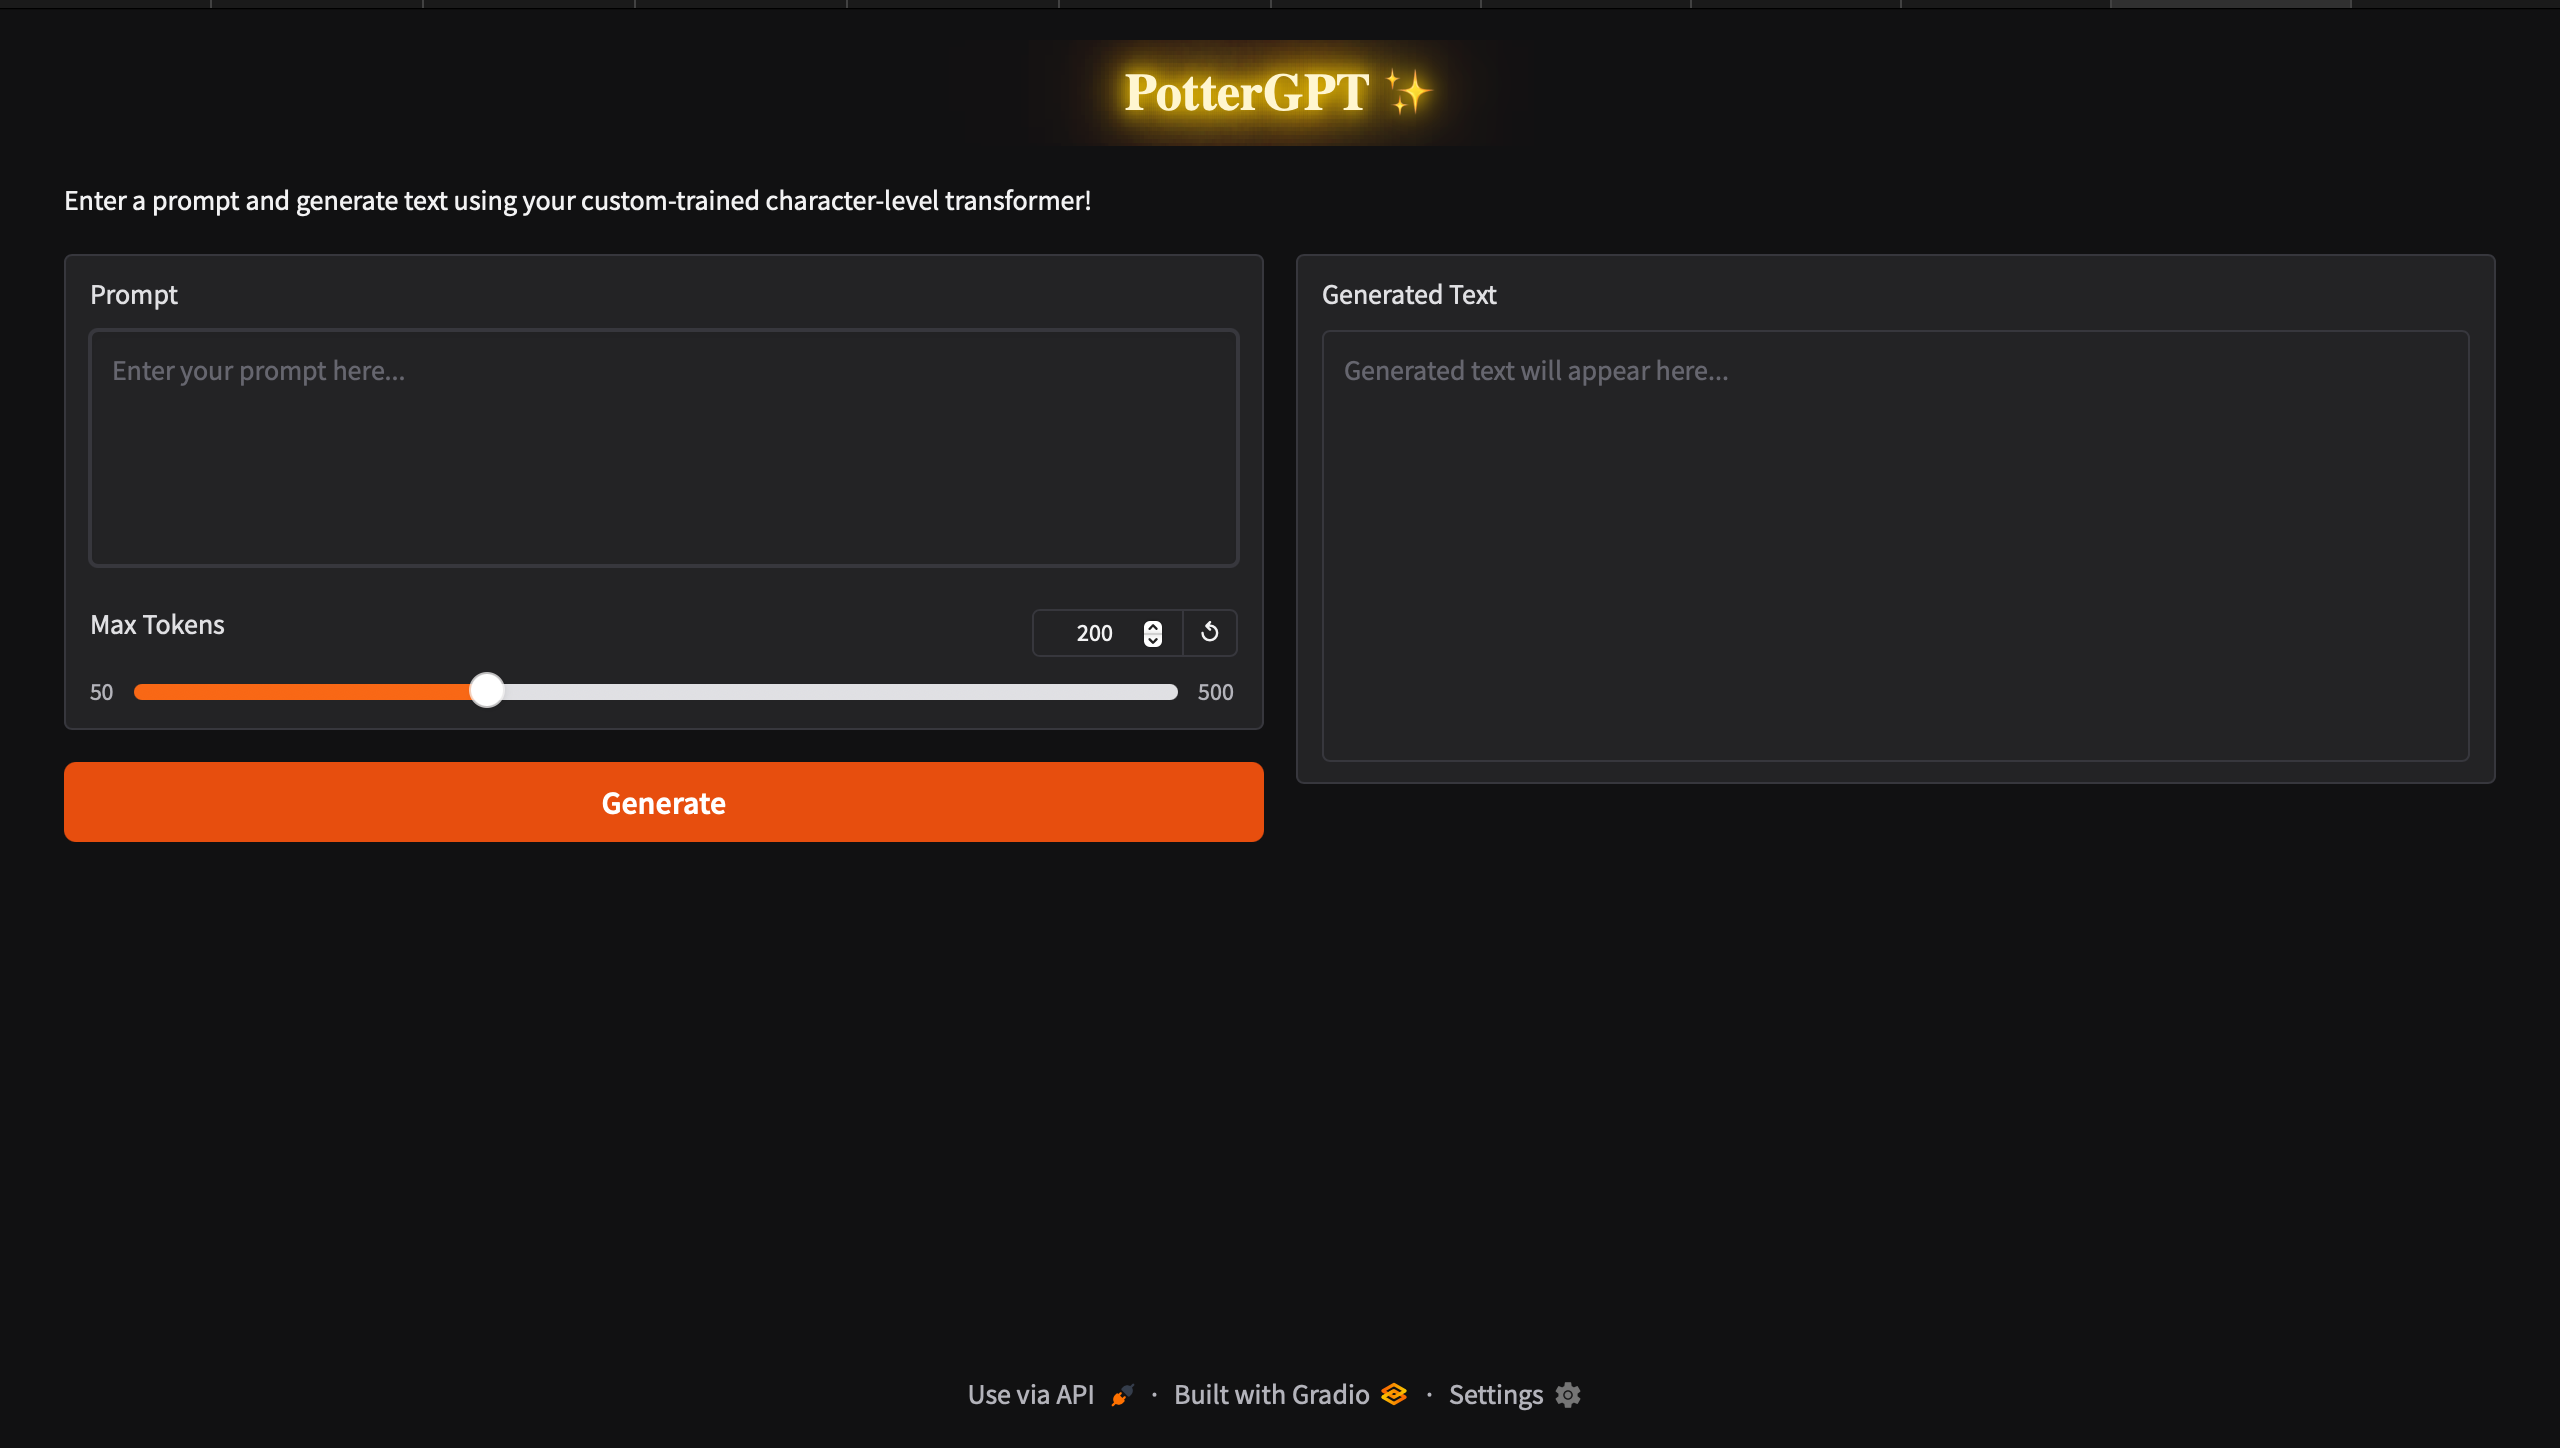 PotterGPT ✨
Enter a prompt and generate text using your custom-trained character-level transformer!
Prompt
Enter your prompt here...
Max Tokens
200
50
500
Generate
Generated Text
Generated text will appear here...
Use via API · Built with Gradio · Settings